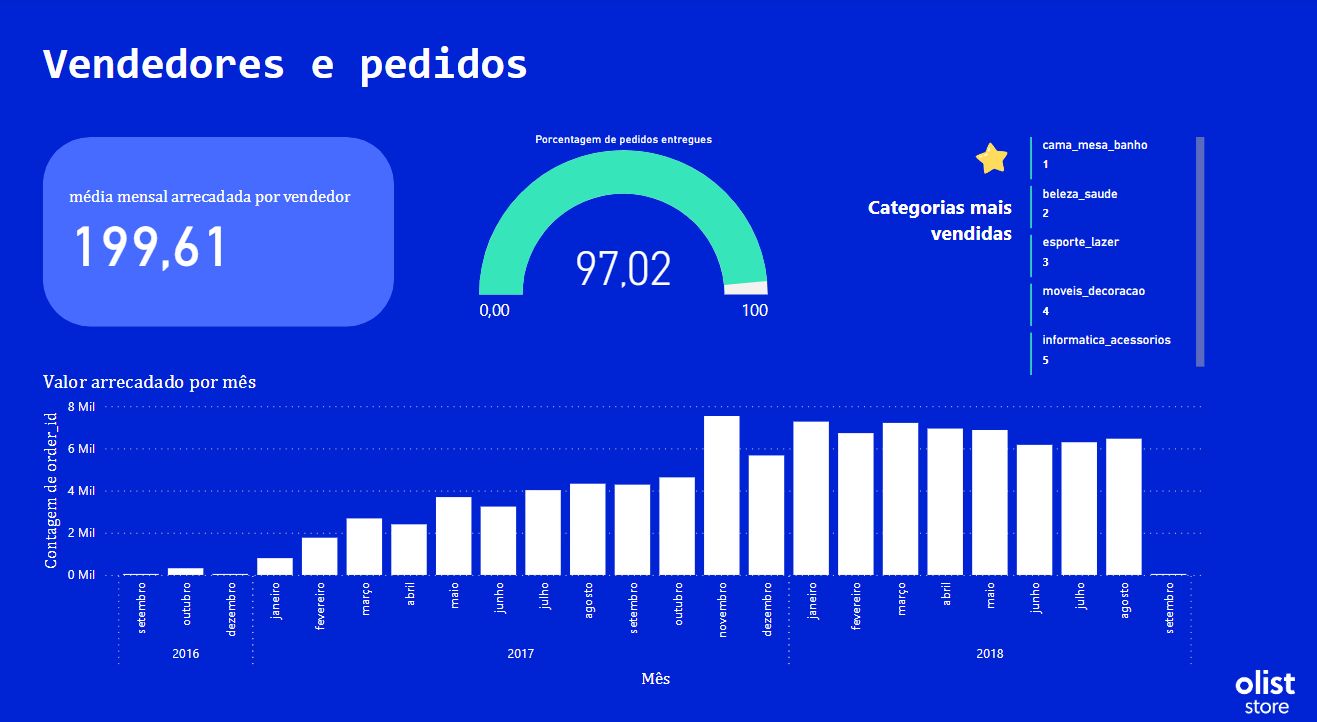 Vendedores e pedidos
média mensal arrecadada por vendedor
199,61
Porcentagem de pedidos entregues
97,02
0,00
100
Categorias mais
vendidas
cama_mesa_banho
1
beleza_saude
2
esporte_lazer
3
moveis_decoracao
4
informatica_acessorios
5
Valor arrecadado por mês
Contagem de order_id
8 Mil
6 Mil
4 Mil
2 Mil
0 Mil
setembro
outubro
dezembro
janeiro
fevereiro
março
abril
maio
junho
julho
agosto
setembro
outubro
novembro
dezembro
janeiro
fevereiro
março
abril
maio
junho
julho
agosto
setembro
2016
2017
2018
Mês
olist
store